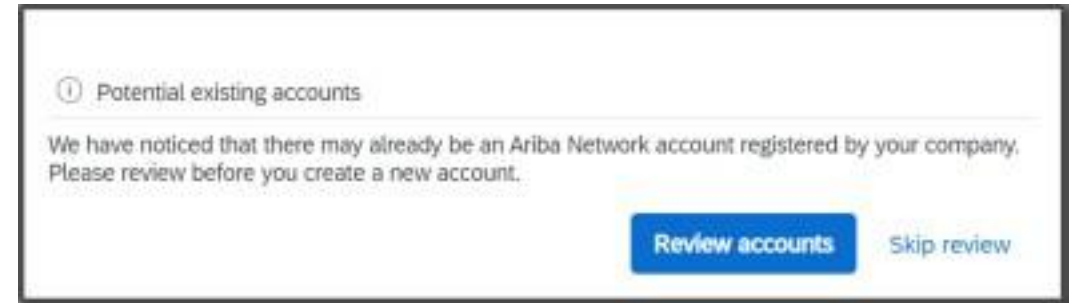 Potential existing accounts
We have noticed that there may already be an Ariba Network account registered by your company.
Please review before you create a new account.
Review accounts Skip review